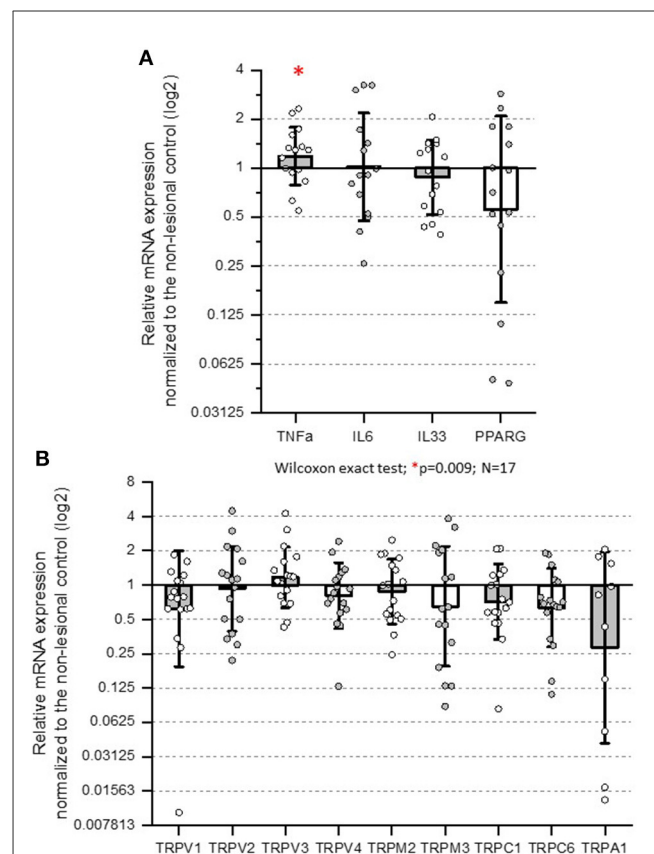 A
*
Relative mRNA expression
normalized to the non-lesional control (log2)
4
2
1
0.5
0.25
0.125
0.0625
0.03125
TNFa IL6 IL33 PPARG
Wilcoxon exact test; *p=0.009; N=17
B
Relative mRNA expression
normalized to the non-lesional control (log2)
8
4
2
1
0.5
0.25
0.125
0.0625
0.03125
0.01563
0.007813
TRPV1 TRPV2 TRPV3 TRPV4 TRPM2 TRPM3 TRPC1 TRPC6 TRPA1